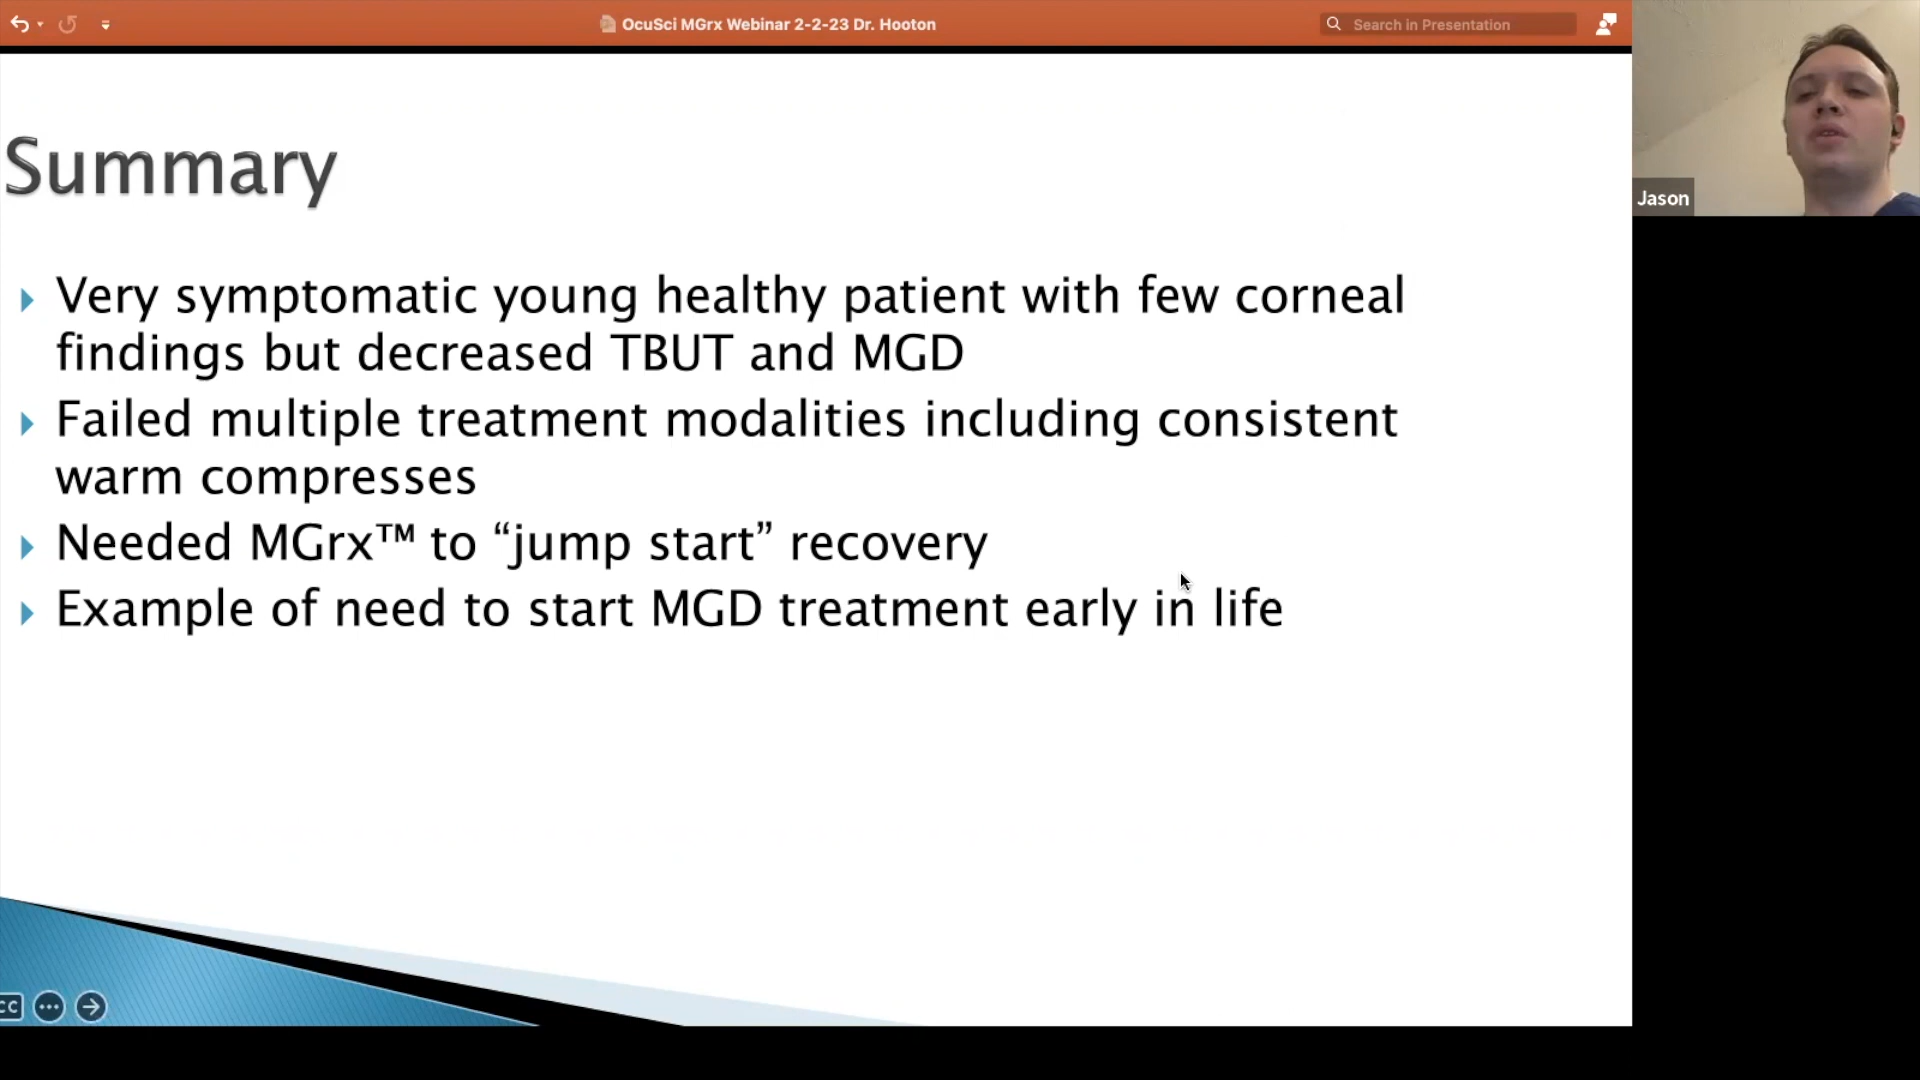 OcuSci MGrx Webinar 2-2-23 Dr. Hooton
Search in Presentation
Jason
Summary
Very symptomatic young healthy patient with few corneal
findings but decreased TBUT and MGD
Failed multiple treatment modalities including consistent
warm compresses
Needed MGrx™ to “jump start” recovery
Example of need to start MGD treatment early in life
CC